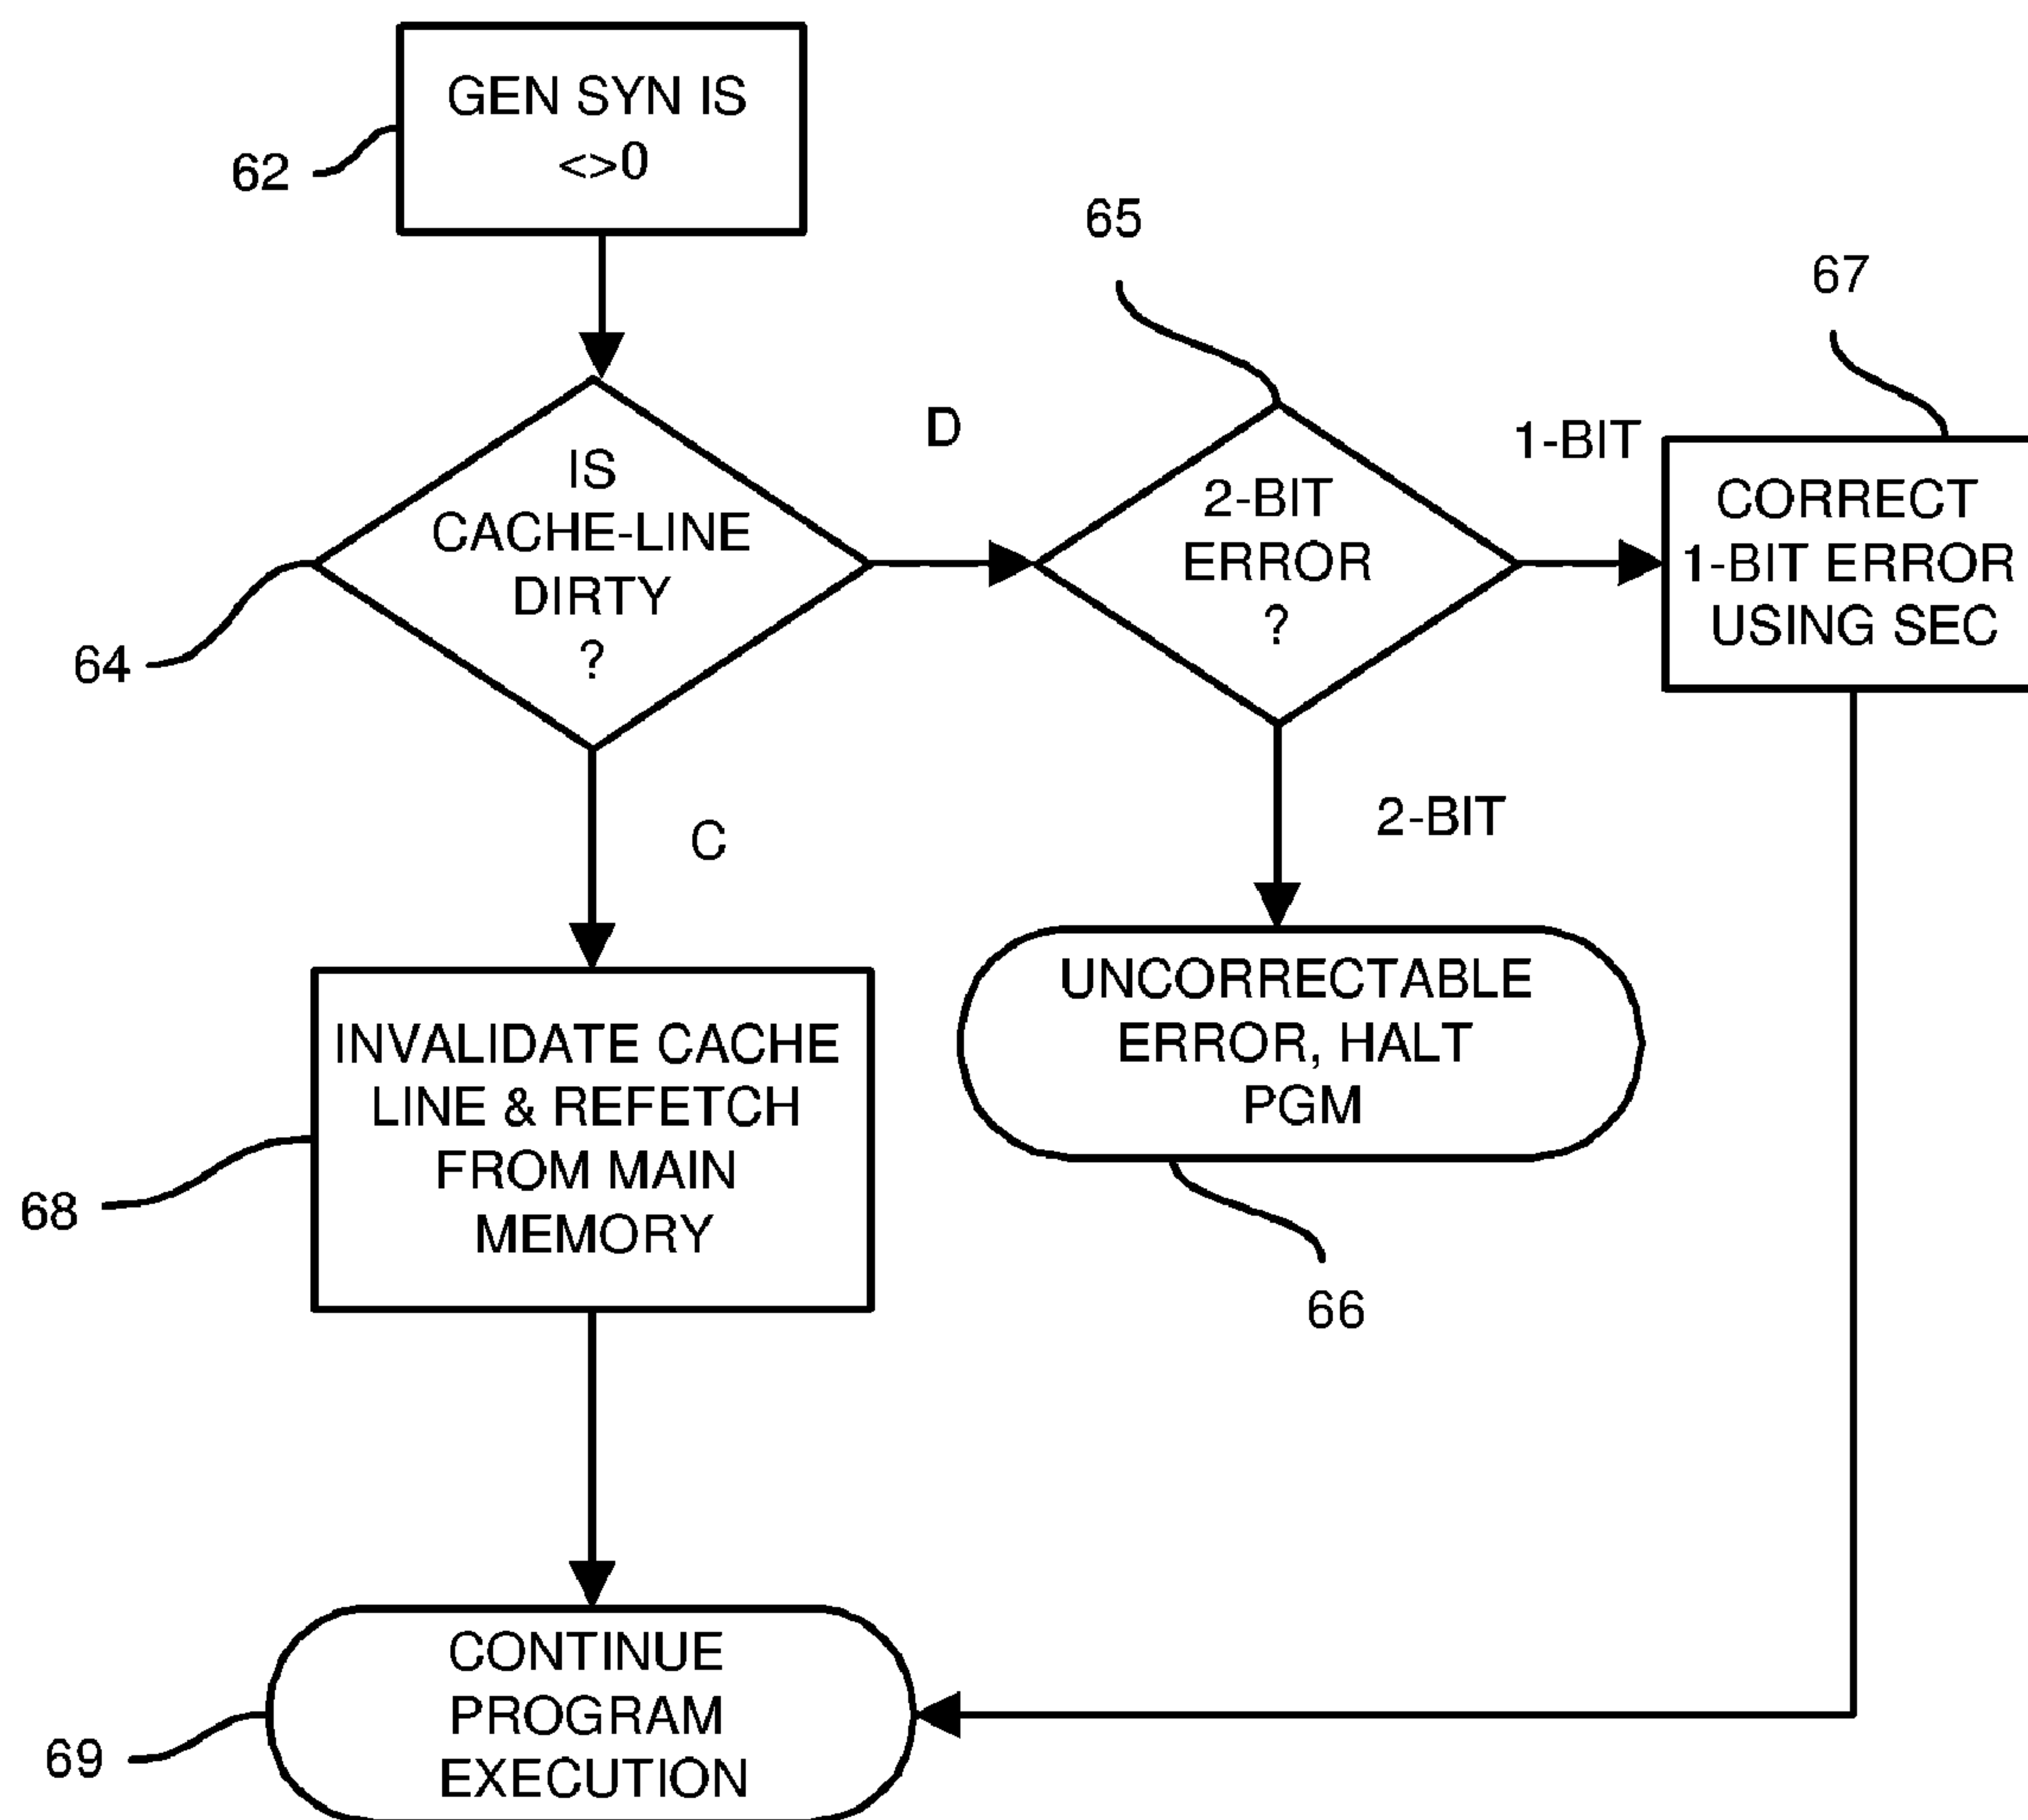 GEN SYN IS
<>0
62
65
67
IS
CACHE-LINE
DIRTY
?
64
D
2-BIT
ERROR
?
1-BIT
CORRECT
1-BIT ERROR
USING SEC
C
2-BIT
INVALIDATE CACHE
LINE & REFETCH
FROM MAIN
MEMORY
68
UNCORRECTABLE
ERROR, HALT
PGM
66
CONTINUE
PROGRAM
EXECUTION
69